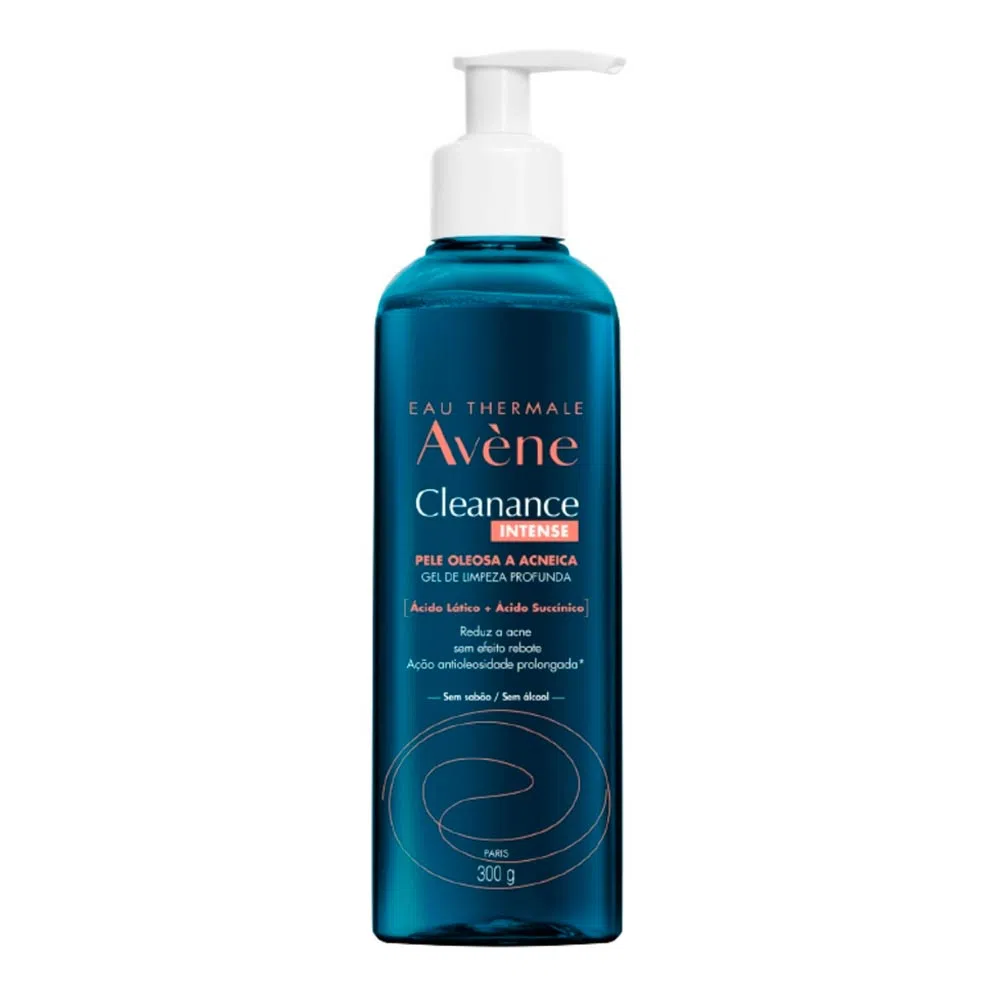 EAU THERMALE
Avène
Cleanance
INTENSE
PELE OLEOSA A ACNEICA
GEL DE LIMPEZA PROFUNDA
[Ácido Lático + Ácido Succínico]
Reduz a acne
sem efeito rebote
Ação antioleosidade prolongada*
— Sem sabão / Sem álcool —
PARIS
300 g